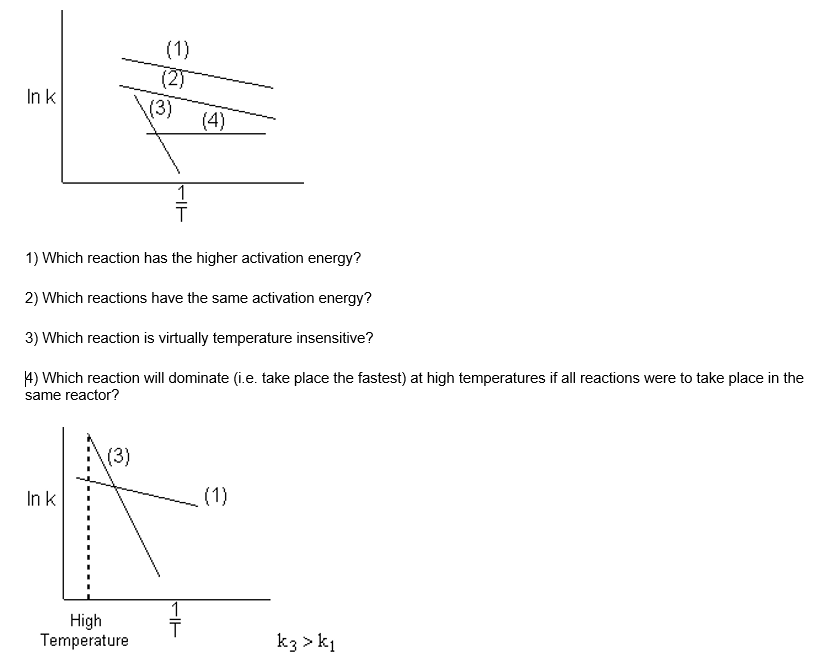 (1)
(2)
ln k
(3)
(4)
1
T
1) Which reaction has the higher activation energy?
2) Which reactions have the same activation energy?
3) Which reaction is virtually temperature insensitive?
4) Which reaction will dominate (i.e. take place the fastest) at high temperatures if all reactions were to take place in the
same reactor?
(3)
ln k
(1)
1
T
High
Temperature
k₃ > k₁